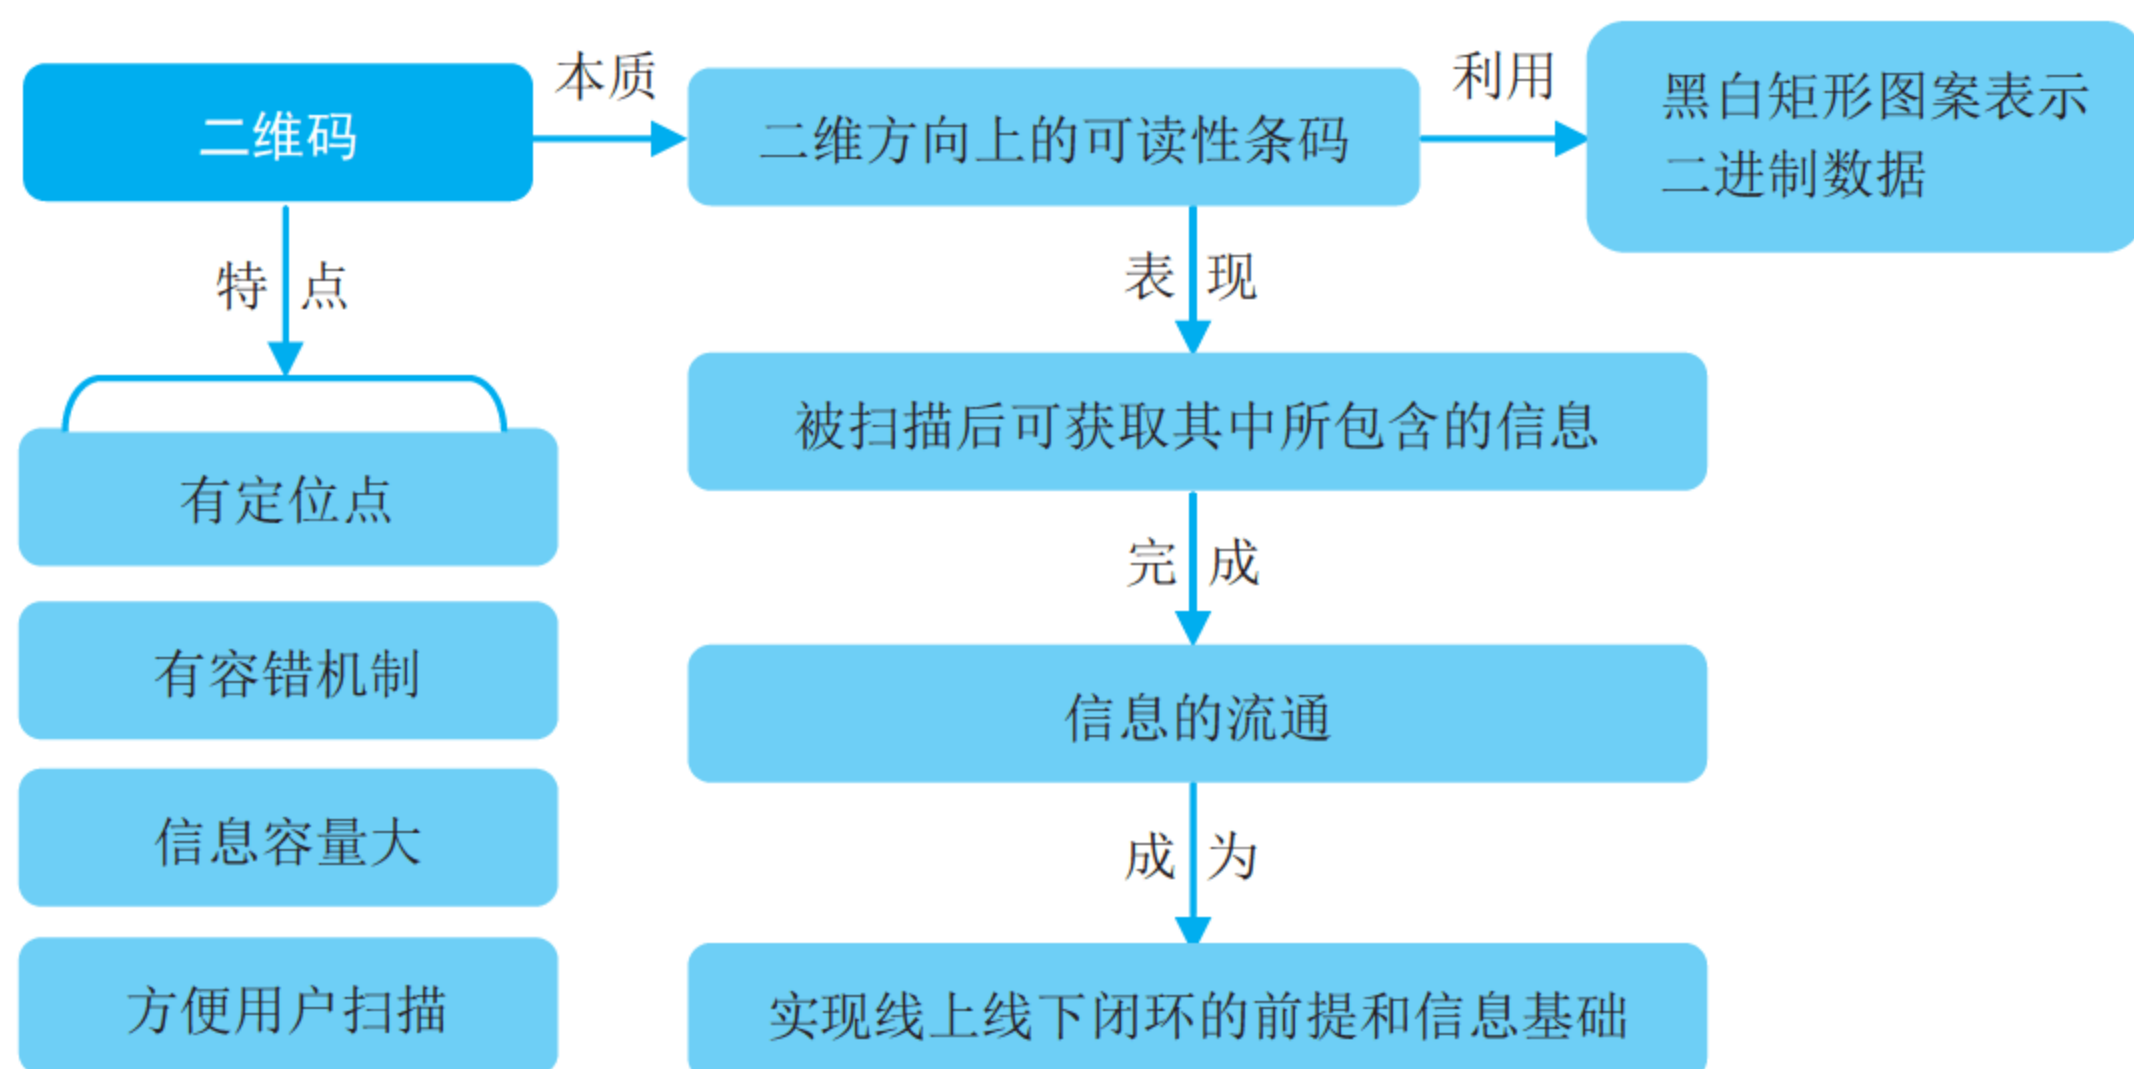 二维码
本质
二维方向上的可读性条码
利用
黑白矩形图案表示
二进制数据
特点
表现
有定位点
有容错机制
信息容量大
方便用户扫描
被扫描后可获取其中所包含的信息
完成
信息的流通
成为
实现线上线下闭环的前提和信息基础